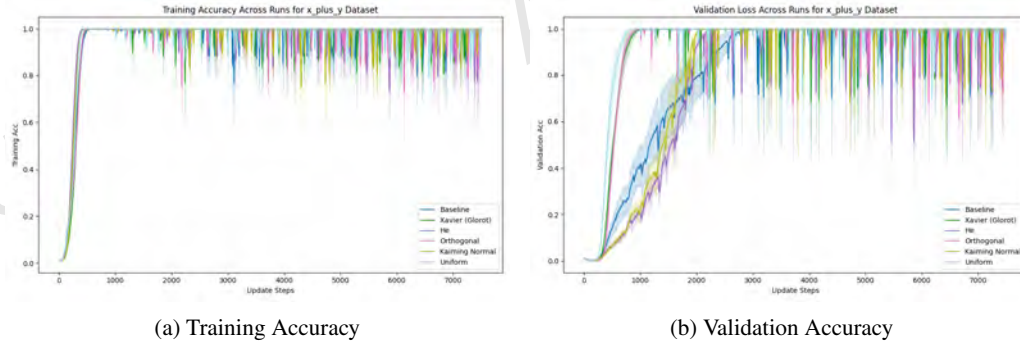 Training Accuracy Across Runs for x_plus_y Dataset
Training Acc
1.0
0.8
0.6
0.4
0.2
0.0
0
1000
2000
3000
4000
5000
6000
7000
Update Steps
Baseline
Xavier (Glorot)
He
Orthogonal
Kaiming Normal
Uniform
(a) Training Accuracy
Validation Loss Across Runs for x_plus_y Dataset
Validation Acc
1.0
0.8
0.6
0.4
0.2
0.0
0
1000
2000
3000
4000
5000
6000
7000
Update Steps
Baseline
Xavier (Glorot)
He
Orthogonal
Kaiming Normal
Uniform
(b) Validation Accuracy